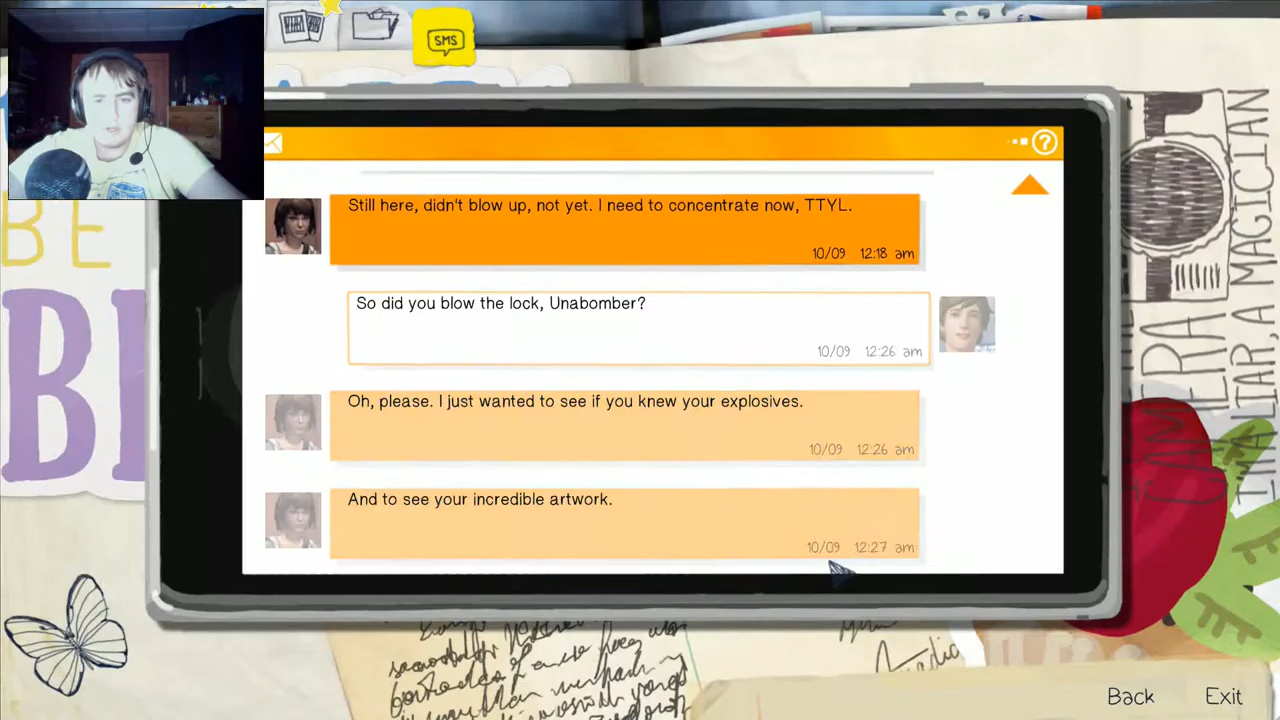 SMS
?
Still here, didn't blow up, not yet. I need to concentrate now, TTYL.
10/09 12:18 am
So did you blow the lock, Unabomber?
10/09 12:26 am
Oh, please. I just wanted to see if you knew your explosives.
10/09 12:26 am
And to see your incredible artwork.
10/09 12:27 am
BE
BI
LIAR, A MAGICIAN
Back
Exit